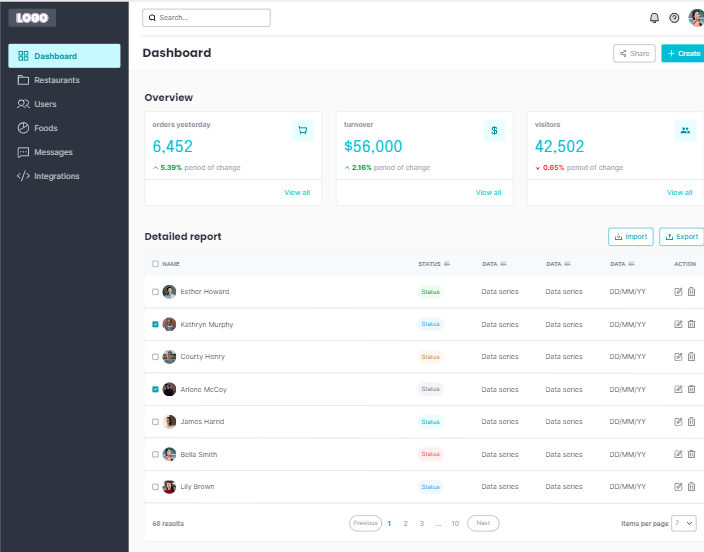 LOGO
Search...
Dashboard
Restaurants
Users
Foods
Messages
Integrations
Dashboard
Share
Create
Overview
orders yesterday
6,452
5.39% period of change
View all
turnover
$
$56,000
2.16% period of change
View all
visitors
42,502
0.65% period of change
View all
Detailed report
Import
Export
NAME STATUS DATA DATA DATA ACTION
Esther Howard Status Data series Data series DD/MM/YY
Kathryn Murphy Status Data series Data series DD/MM/YY
Courty Henry Status Data series Data series DD/MM/YY
Arlene McCoy Status Data series Data series DD/MM/YY
James Harrid Status Data series Data series DD/MM/YY
Bella Smith Status Data series Data series DD/MM/YY
Lily Brown Status Data series Data series DD/MM/YY
68 results Previous 1 2 3 ... 10 Next Items per page 7